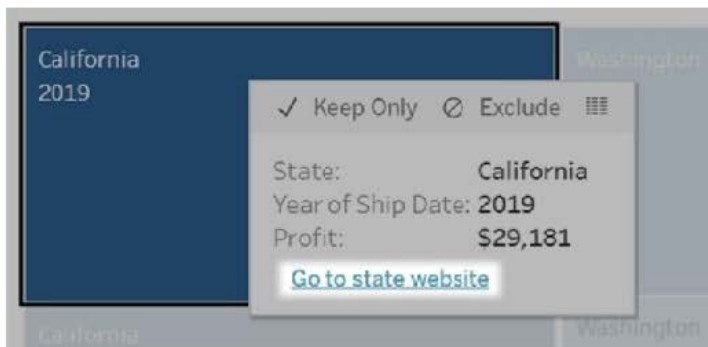 California
2019
Washington
Keep Only Exclude
State: California
Year of Ship Date: 2019
Profit: $29,181
Go to state website
California
Washington